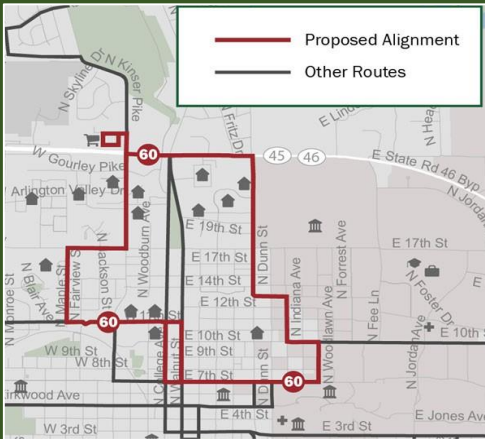 Proposed Alignment
Other Routes
N Skyline Dr
N Kinser Pike
N Fritz Dr
W Gourley Pike
60
45
46
E State Rd 46 Byp
Arlington Valley Dr
E 19th St
E 17th St
E 17th St
E 14th St
E 12th St
N Woodburn Ave
N Dunn St
N Indiana Ave
N Forrest Ave
N Woodlawn Ave
N Fee Ln
N Foster Dr
N Jordan Ave
N Monroe St
N Blair Ave
N Maple St
N Fairview St
N Jackson St
60
E 10th St
E 10th St
W 9th St
E 9th St
W 8th St
E 7th St
60
N College Ave
N Walnut St
N Dunn St
Kirkwood Ave
E 4th St
W 3rd St
E 3rd St
E Jones Av